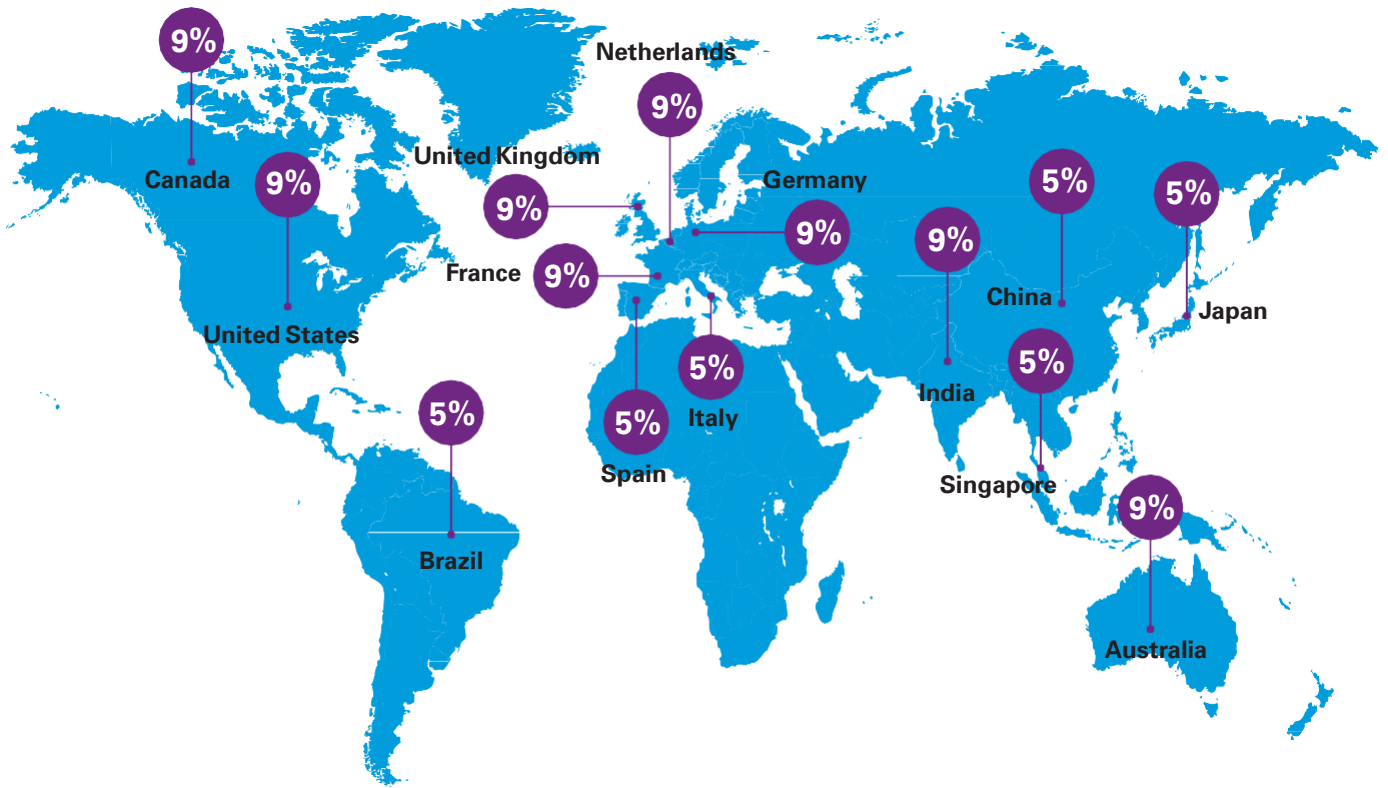 9%
Canada
9%
United States
Netherlands
9%
United Kingdom
9%
Germany
9%
France
9%
5%
Italy
5%
Spain
5%
Brazil
9%
India
5%
China
5%
Japan
5%
Singapore
9%
Australia